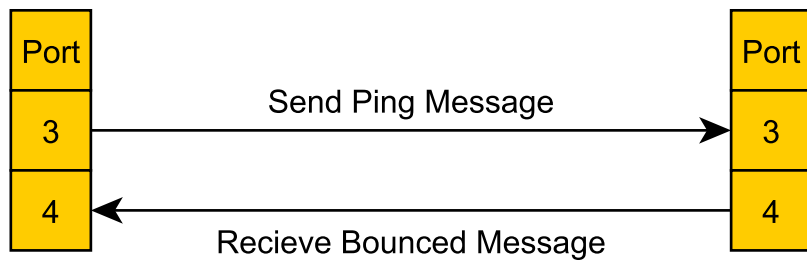 Port
Port
Send Ping Message
3
3
4
4
Recieve Bounced Message